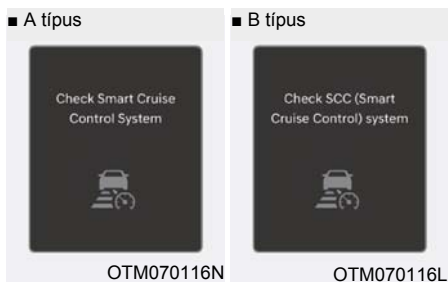 ■ A típus
Check Smart Cruise
Control System
OTM070116N
■ B típus
Check SCC (Smart
Cruise Control) system
OTM070116L